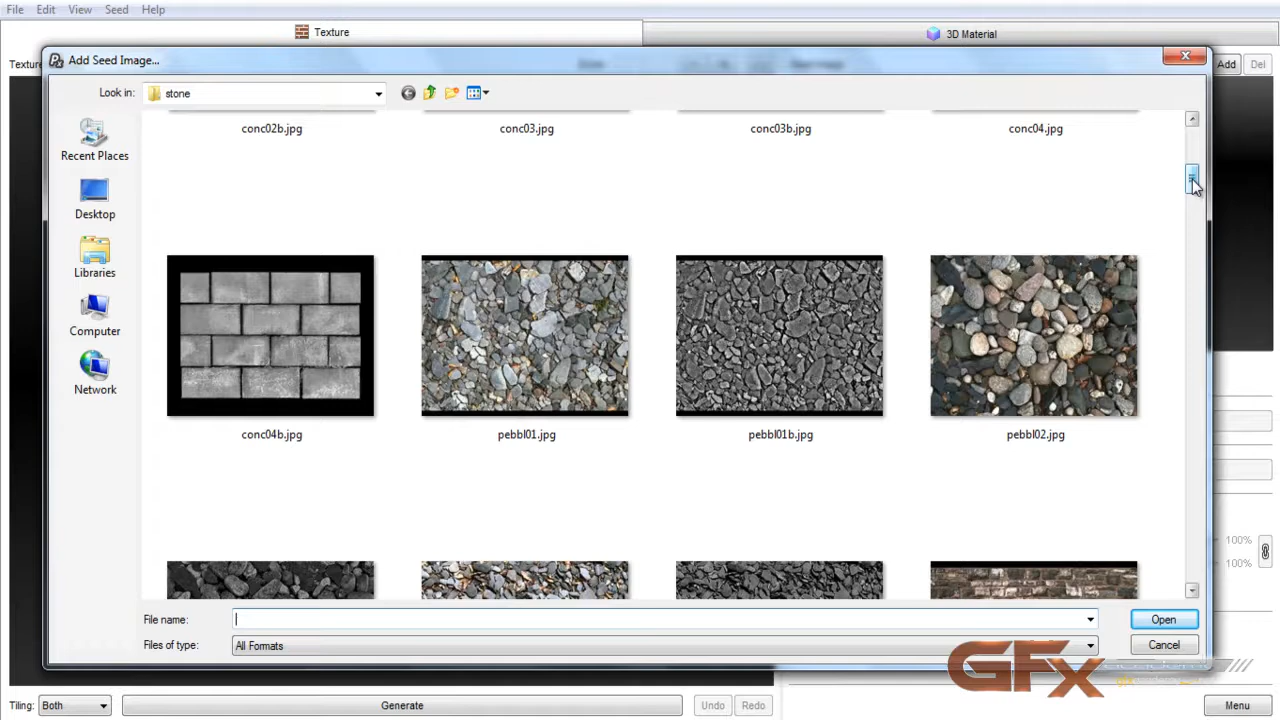 File Edit View Seed Help
Texture
3D Material
Add Seed Image...
Textur
Add
Del
Look in:
stone
conc02b.jpg
conc03.jpg
conc03b.jpg
conc04.jpg
Recent Places
Desktop
Libraries
Computer
Network
conc04b.jpg
pebbl01.jpg
pebbl01b.jpg
pebbl02.jpg
100%
100%
File name:
Open
Files of type:
All Formats
Cancel
GFx
Tiling:
Both
Generate
Undo
Redo
Menu